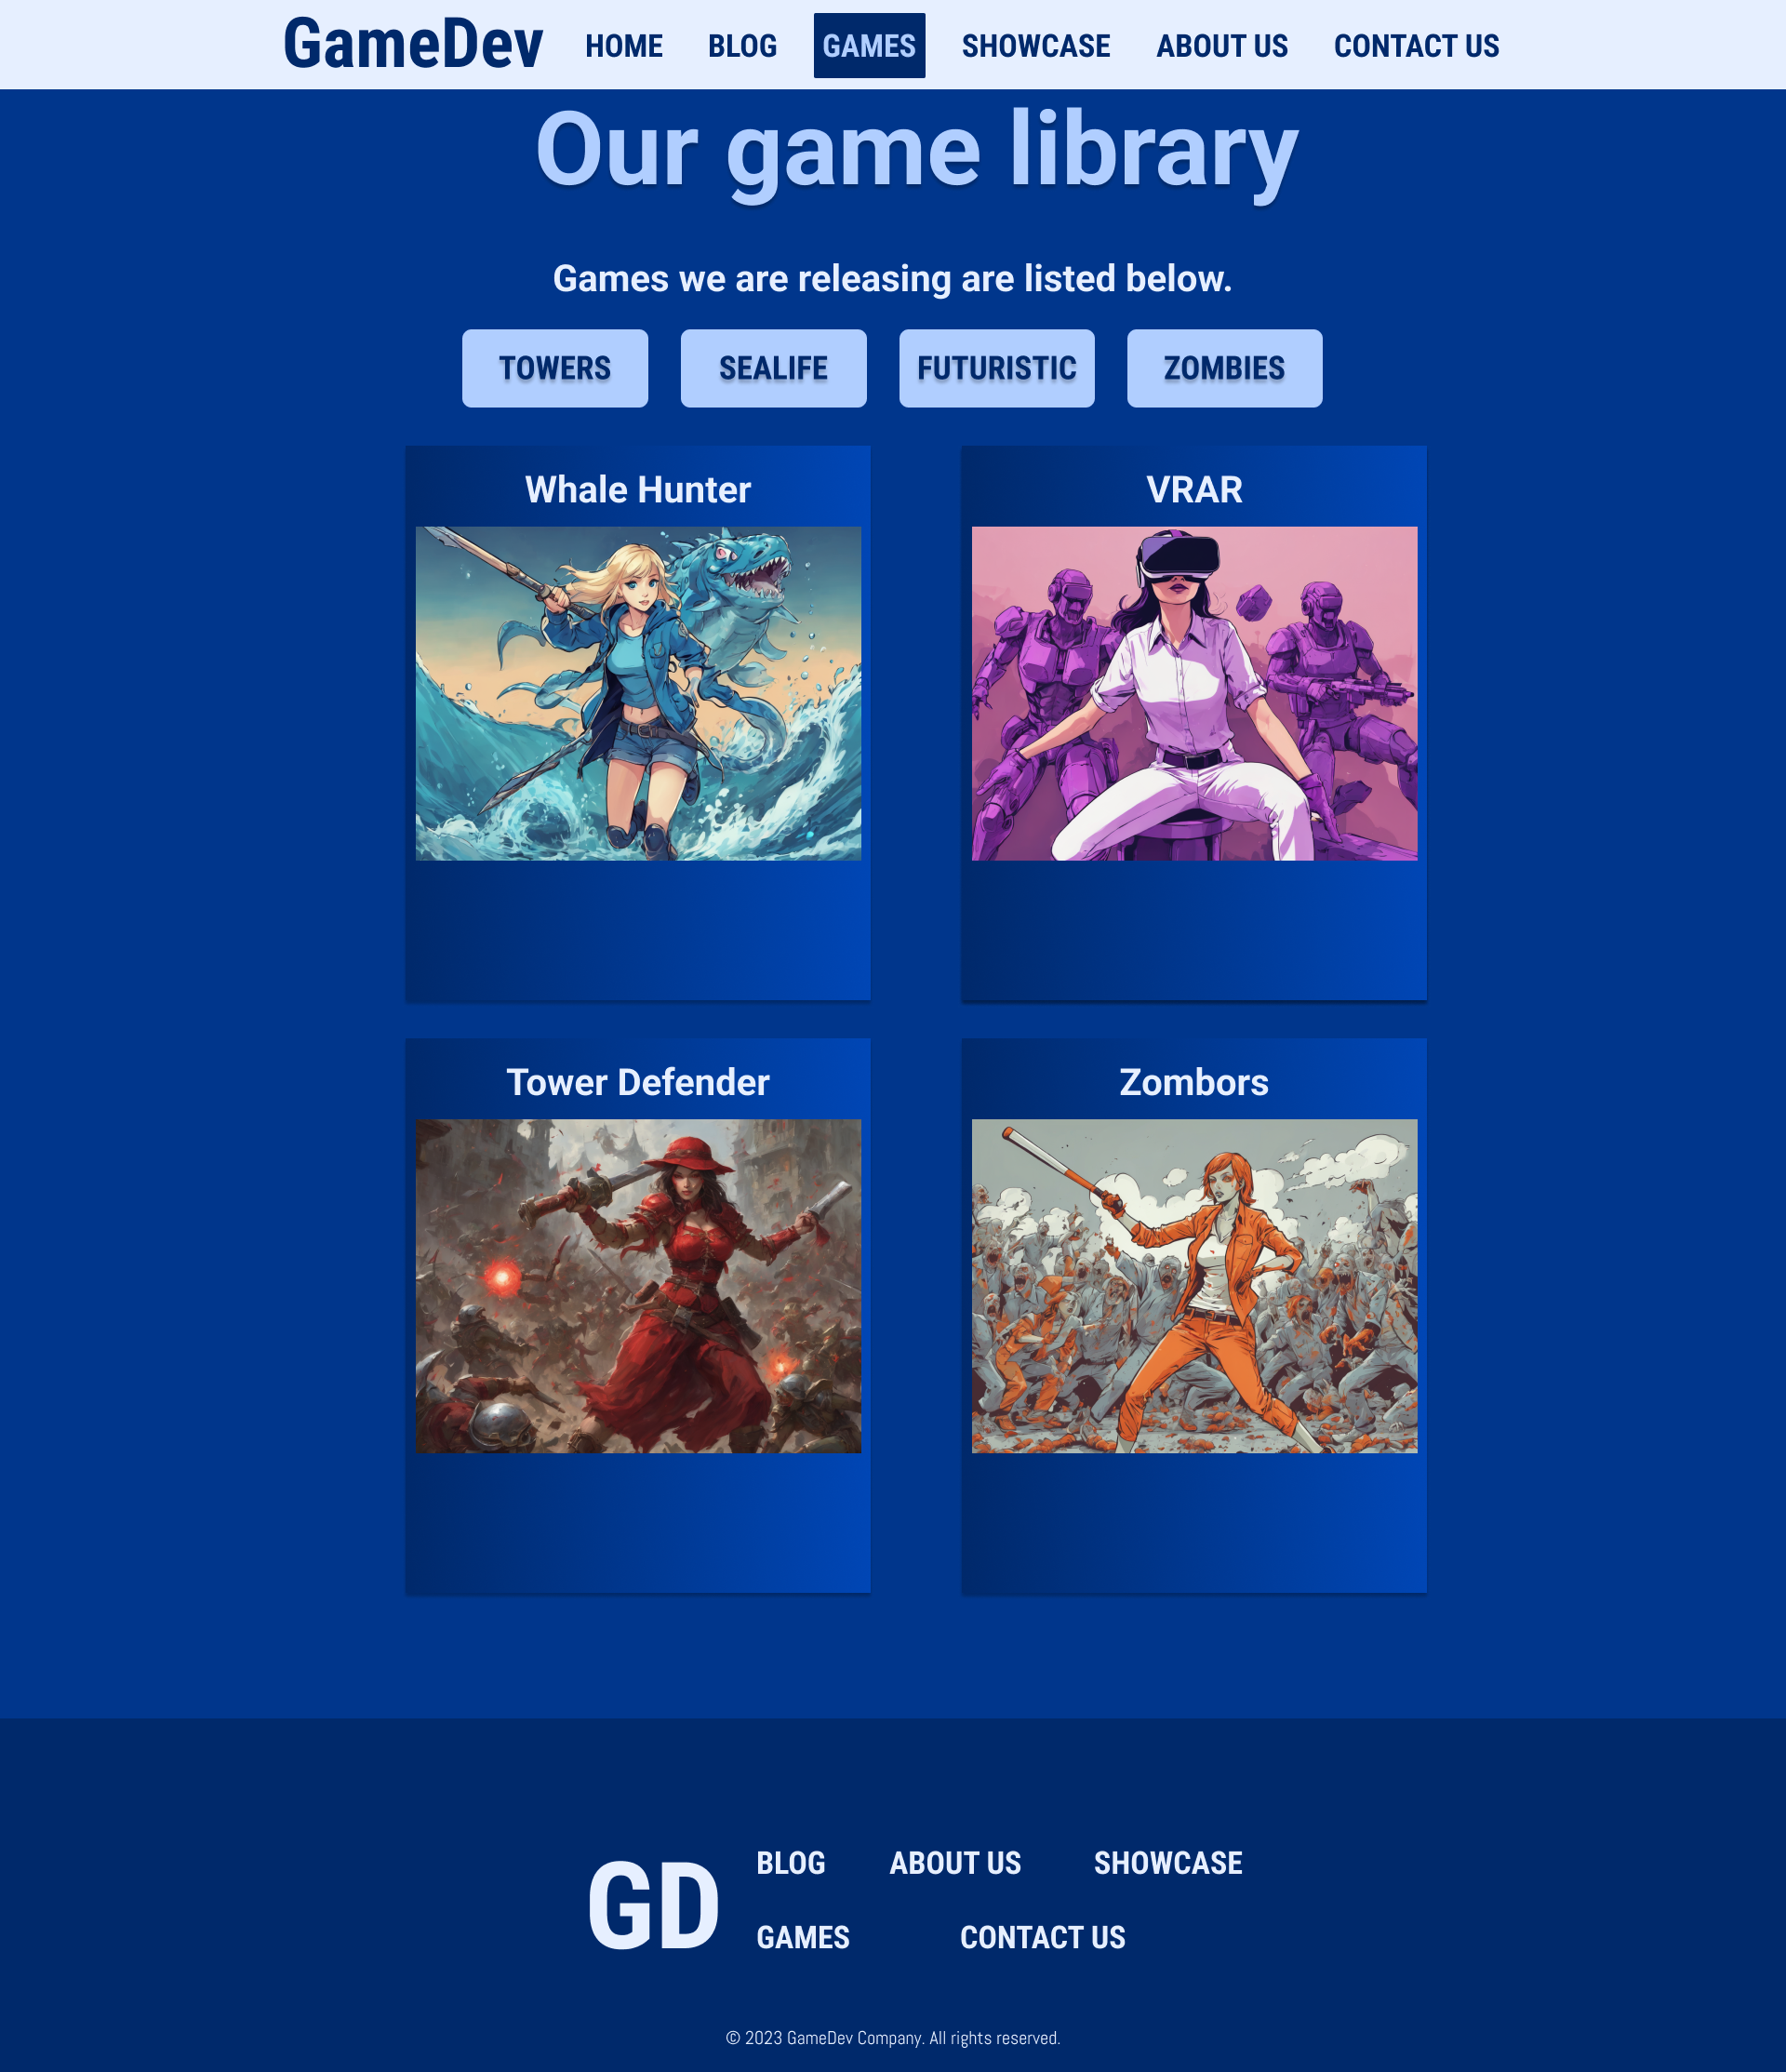 GameDev HOME BLOG GAMES SHOWCASE ABOUT US CONTACT US
Our game library
Games we are releasing are listed below.
TOWERS SEALIFE FUTURISTIC ZOMBIES
Whale Hunter VRAR
Tower Defender Zombors
GD
BLOG ABOUT US SHOWCASE
GAMES CONTACT US
© 2023 GameDev Company. All rights reserved.